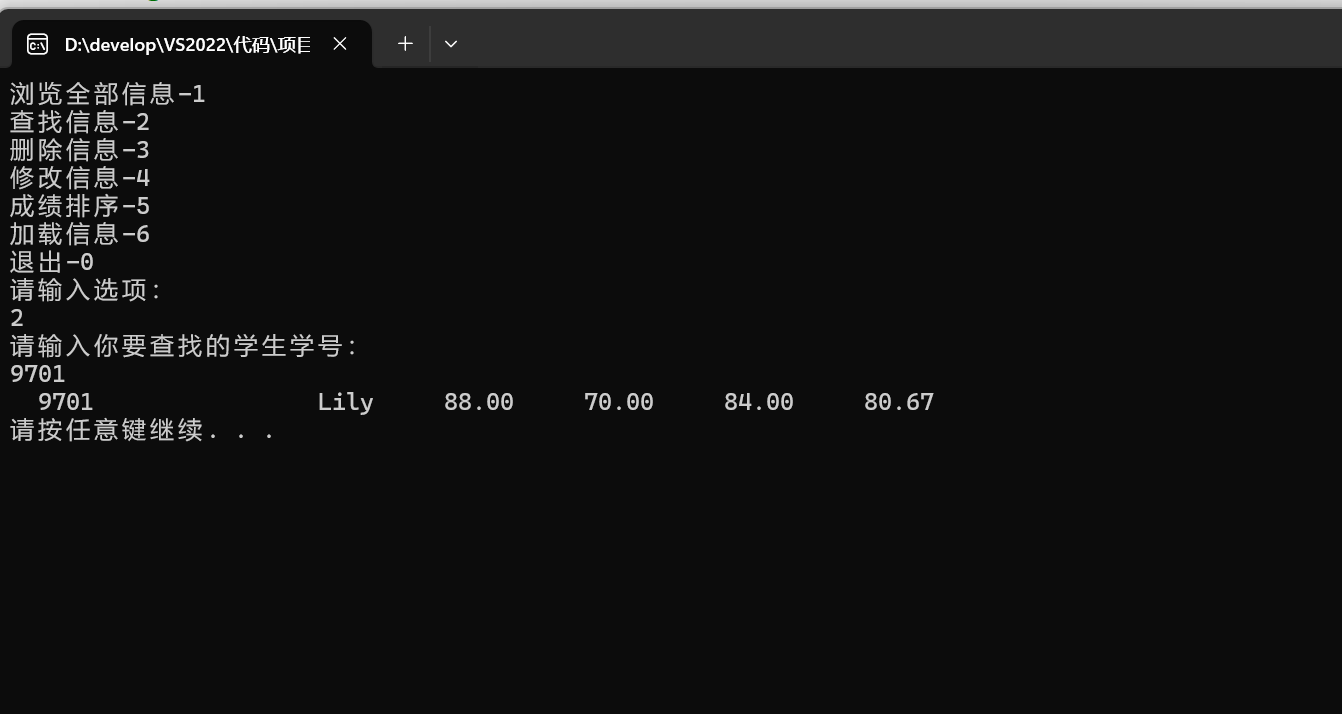 D:\develop\VS2022\代码\项目
浏览全部信息-1
查找信息-2
删除信息-3
修改信息-4
成绩排序-5
加载信息-6
退出-0
请输入选项：
2
请输入你要查找的学生学号：
9701
9701 Lily 88.00 70.00 84.00 80.67
请按任意键继续. . .